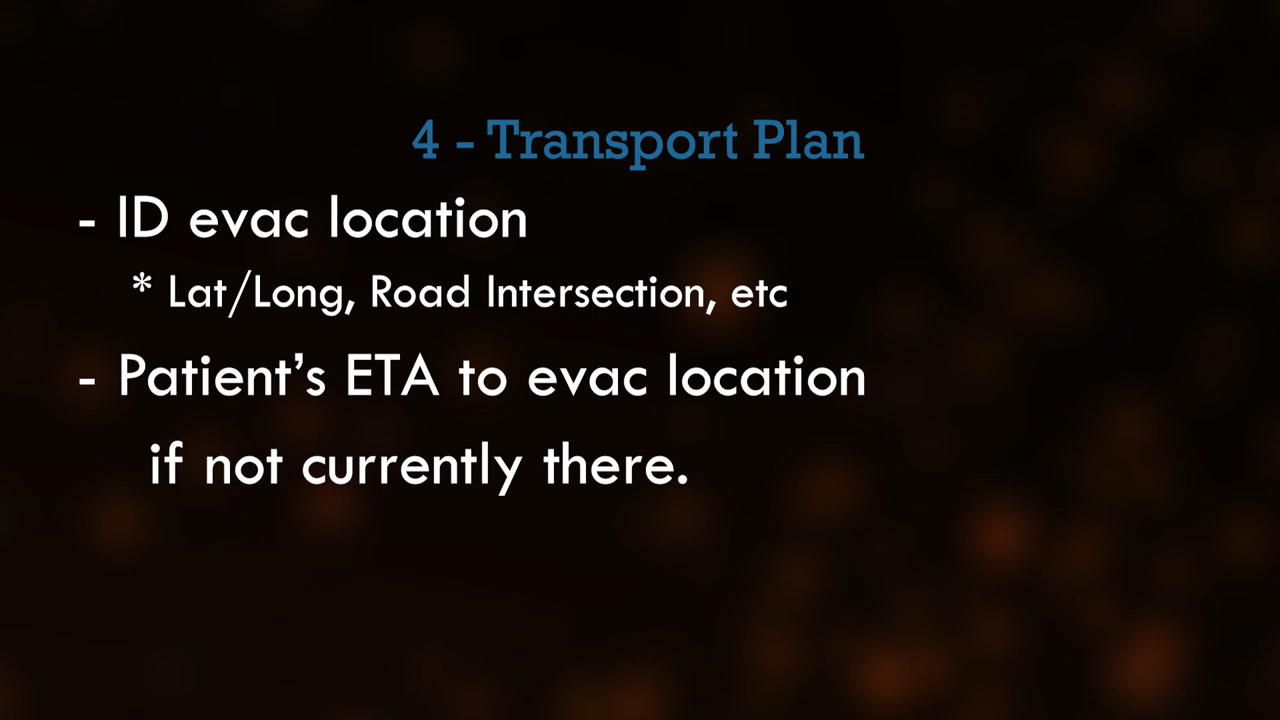 4 - Transport Plan
- ID evac location
* Lat/Long, Road Intersection, etc
- Patient’s ETA to evac location
if not currently there.